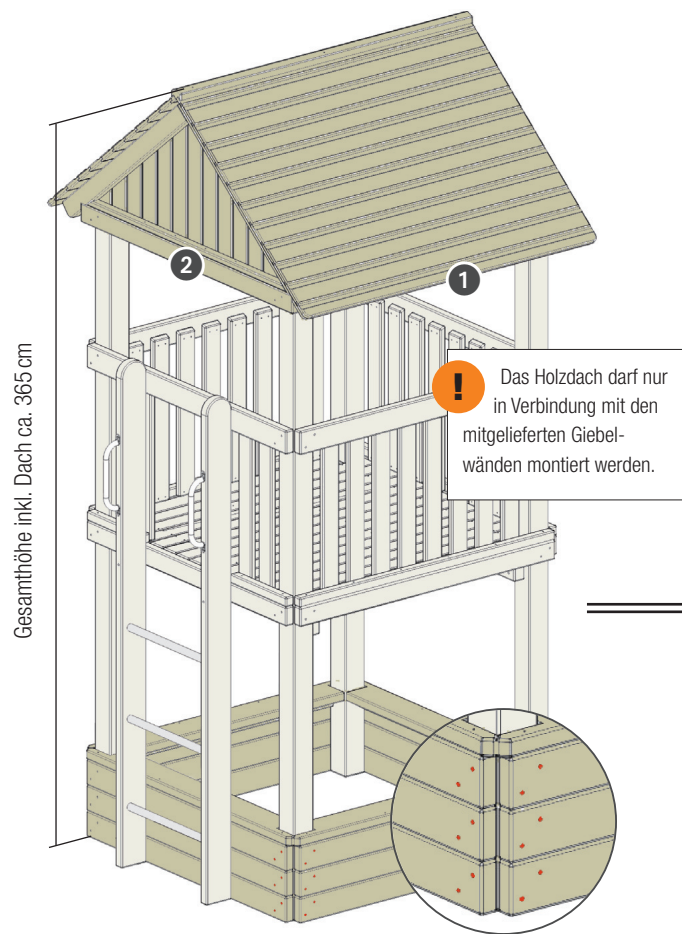 2
1
Gesamthöhe inkl. Dach ca. 365 cm
! Das Holzdach darf nur
in Verbindung mit den
mitgelieferten Giebel-
wänden montiert werden.